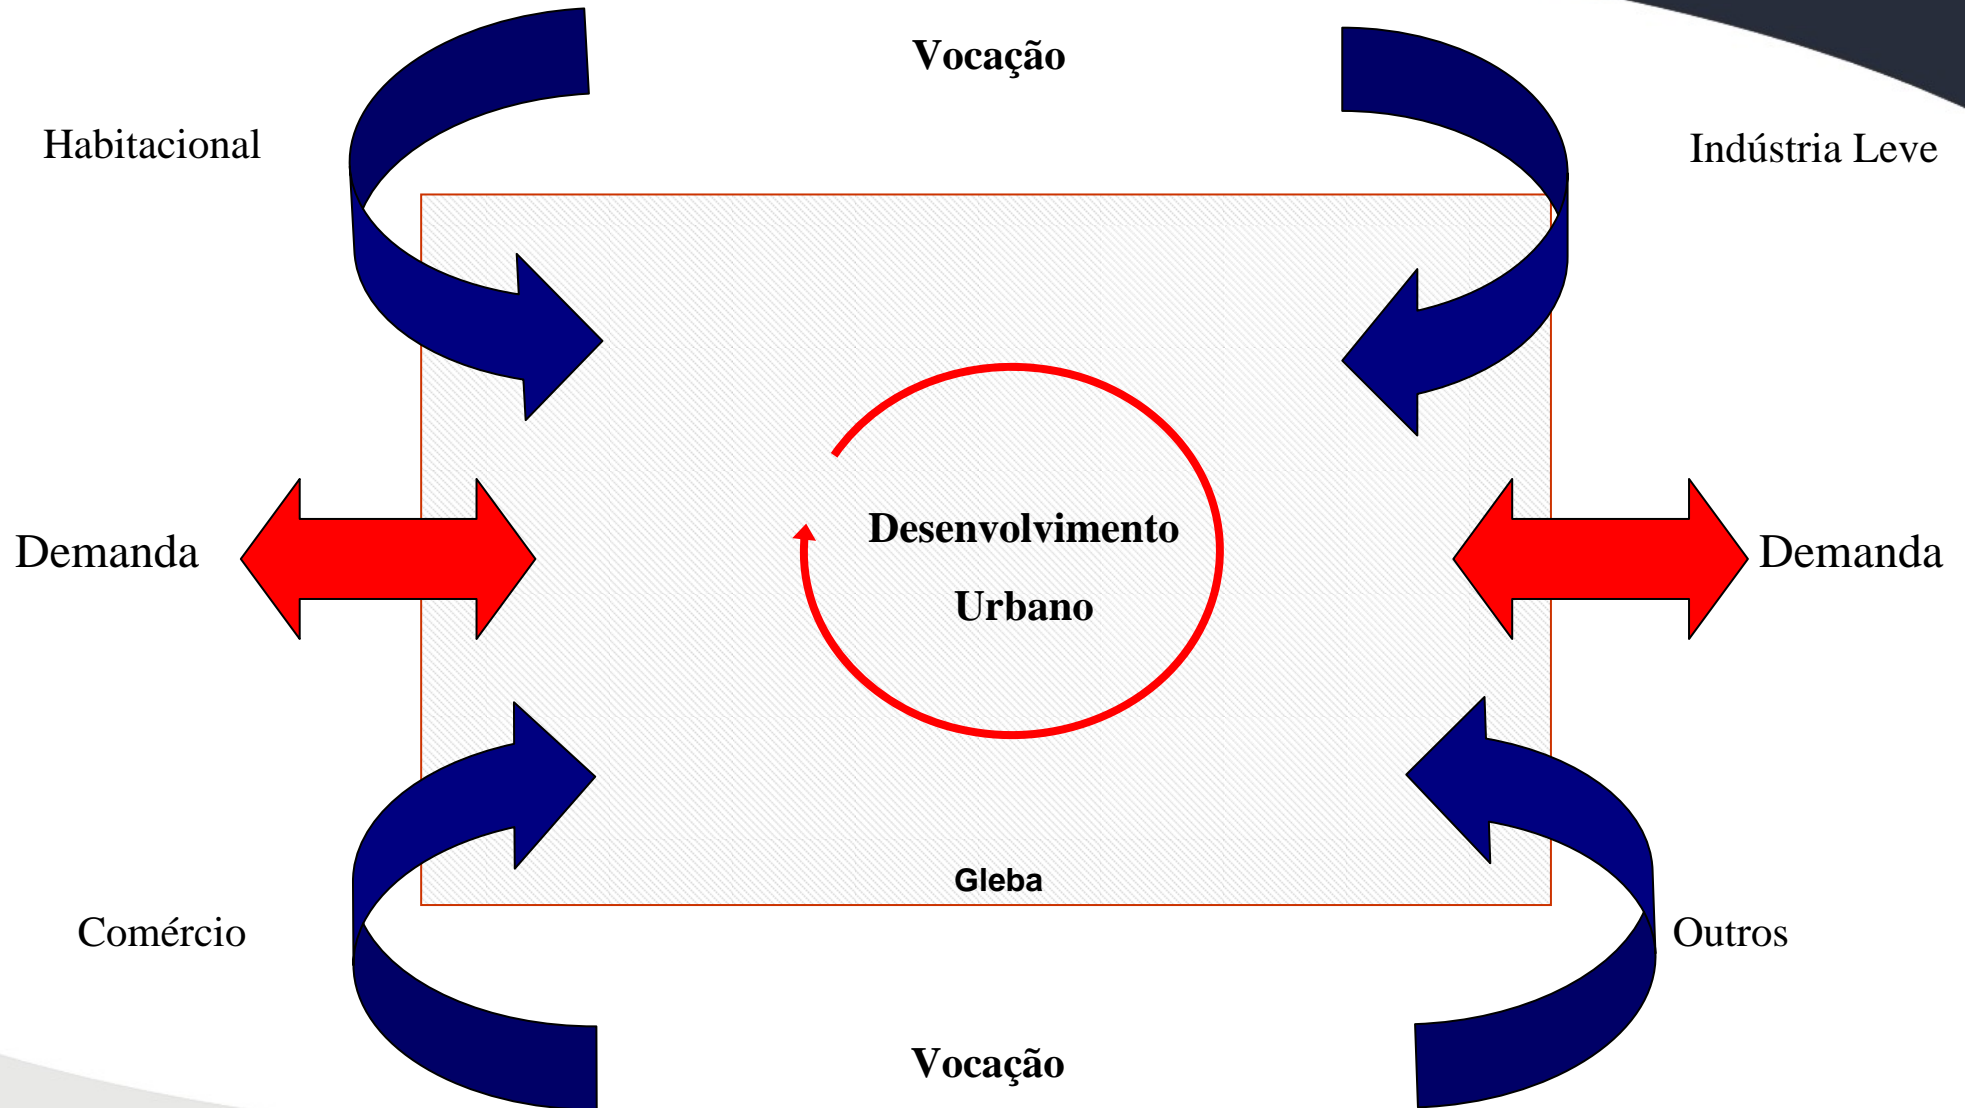 Vocação
Habitacional
Indústria Leve
Desenvolvimento
Urbano
Demanda
Demanda
Gleba
Comércio
Outros
Vocação